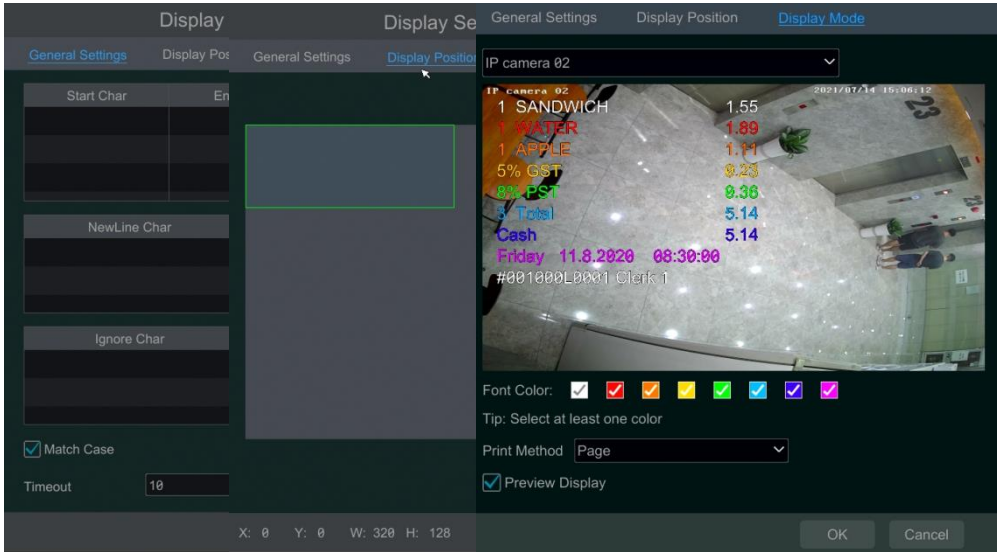 Display
General Settings Display Pos
Start Char En
NewLine Char
Ignore Char
Match Case
Timeout 10
Display Se
General Settings Display Position
X: 0 Y: 0 W: 320 H: 128
General Settings Display Position Display Mode
IP camera 02
IP camera 02 2021/07/14 15:06:12
1 SANDWICH 1.55
1 WATER 1.89
1 APPLE 1.11
5% GST 0.23
8% PST 0.36
3 Total 5.14
Cash 5.14
Friday 11.8.2020 08:30:00
#001000L0001 Clerk 1
23
23
Font Color:
Tip: Select at least one color
Print Method Page
Preview Display
OK Cancel